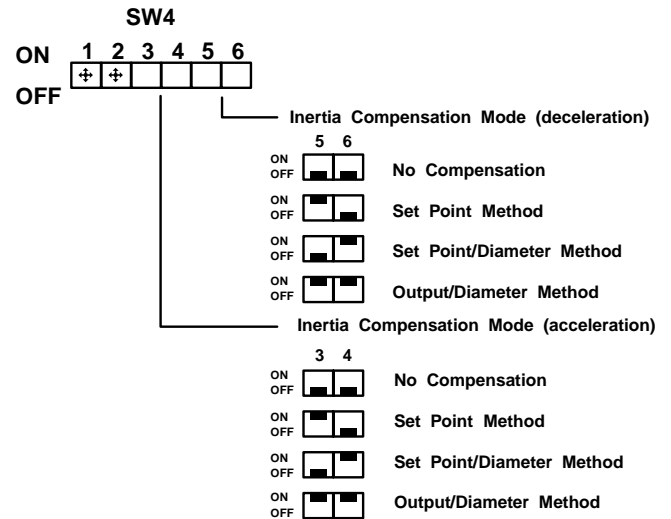 SW4
ON 1 2 3 4 5 6
OFF
Inertia Compensation Mode (deceleration)
5 6
ON
OFF No Compensation
ON
OFF Set Point Method
ON
OFF Set Point/Diameter Method
ON
OFF Output/Diameter Method
Inertia Compensation Mode (acceleration)
3 4
ON
OFF No Compensation
ON
OFF Set Point Method
ON
OFF Set Point/Diameter Method
ON
OFF Output/Diameter Method